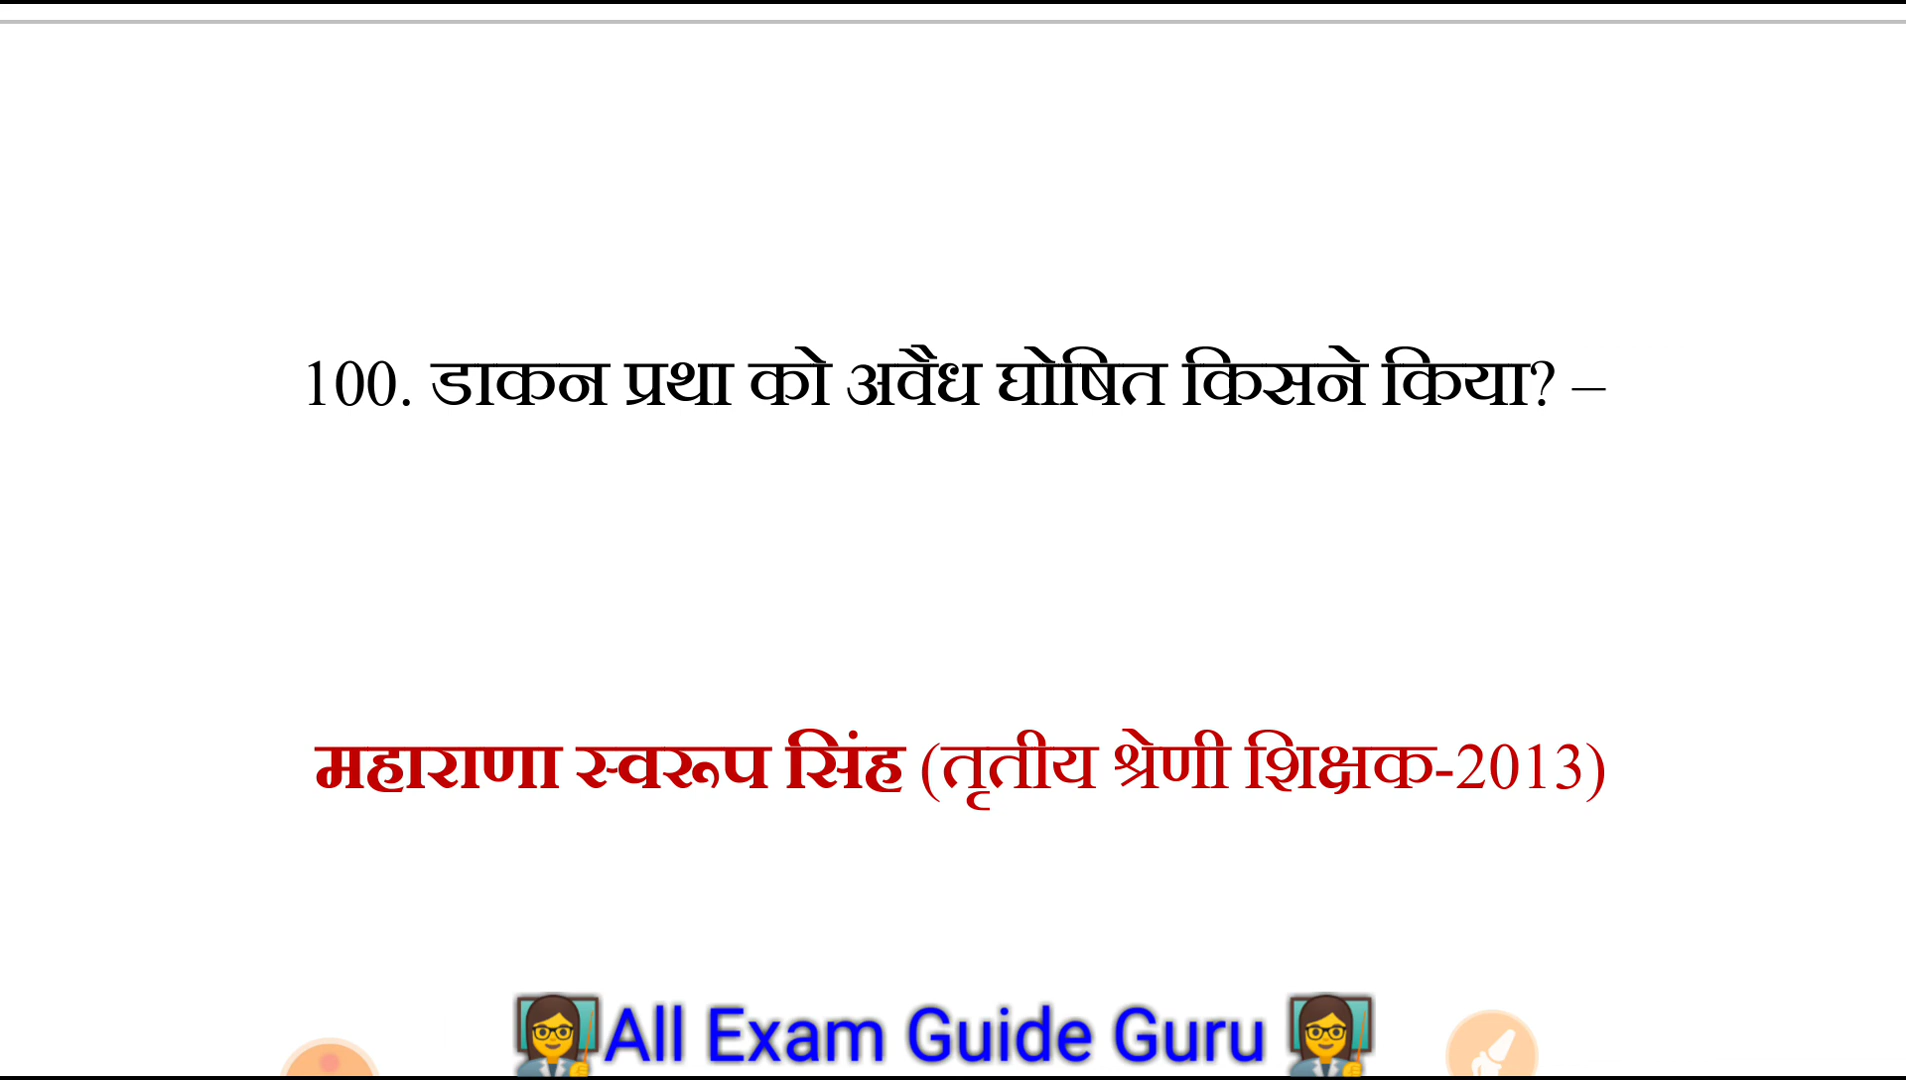 100. डाकन प्रथा को अवैध घोषित किसने किया? –
महाराणा स्वरूप सिंह (तृतीय श्रेणी शिक्षक-2013)
All Exam Guide Guru